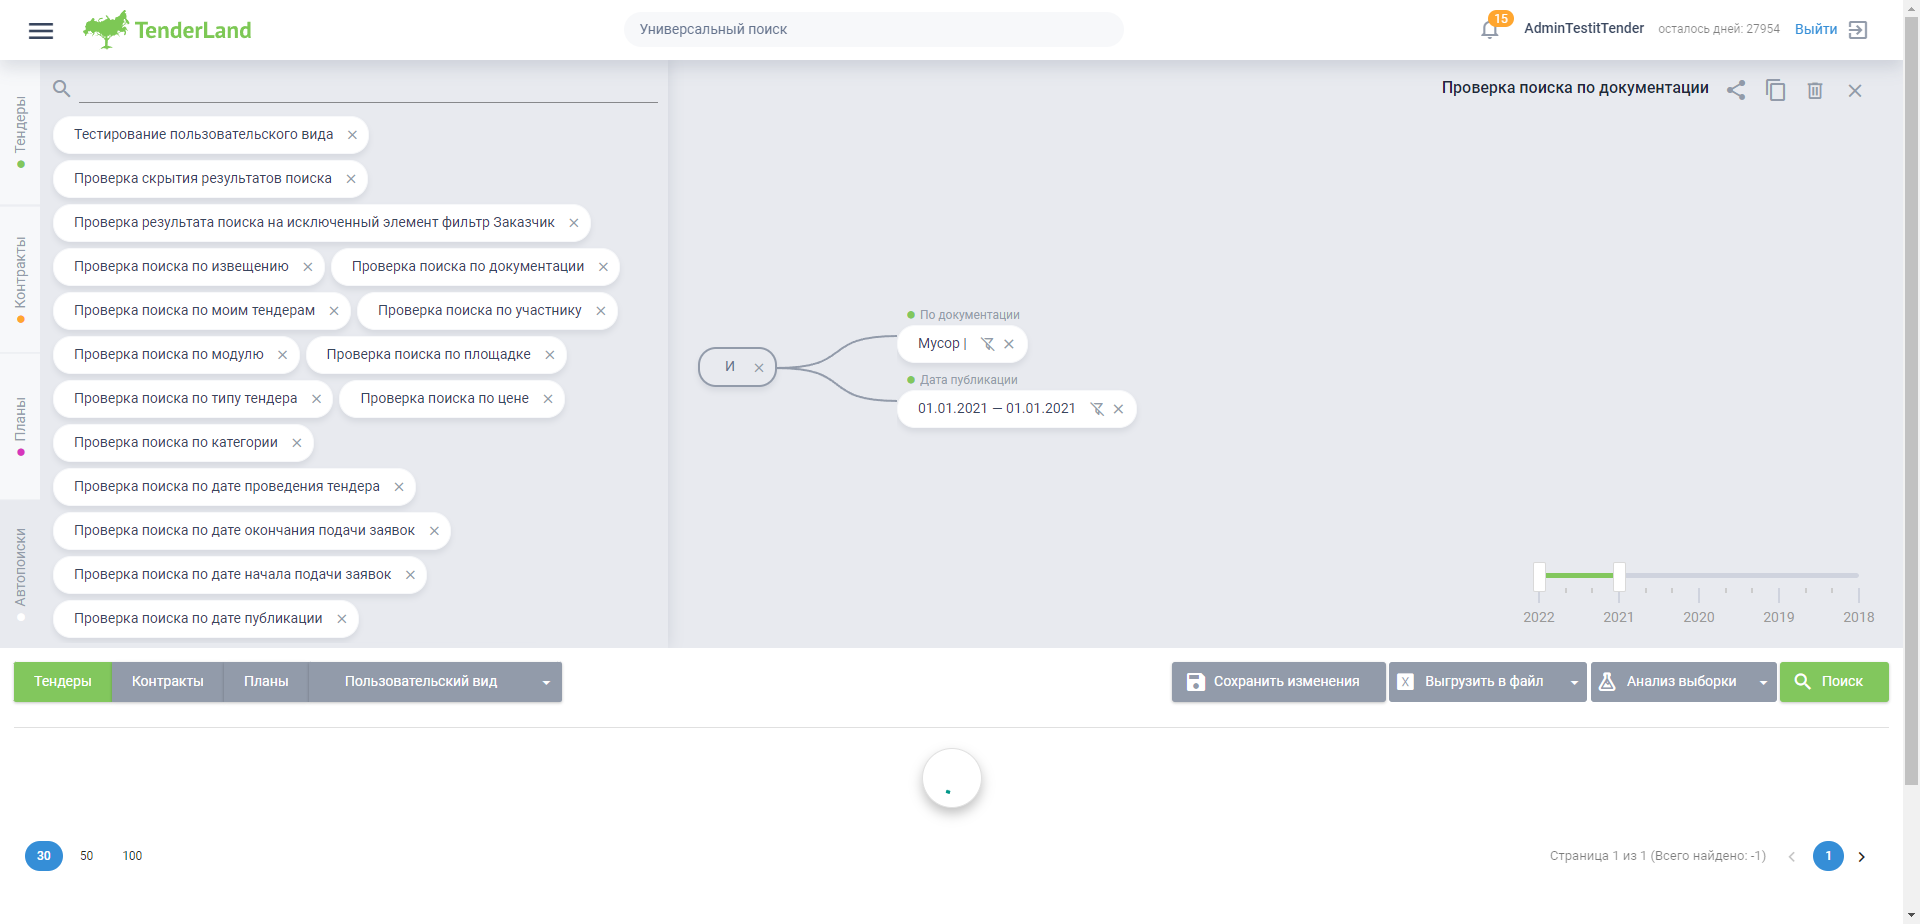 TenderLand
Универсальный поиск
15
AdminTestitTender
осталось дней: 27954
Выйти
Тендеры
Контракты
Планы
Автопоиски
Тестирование пользовательского вида
Проверка скрытия результатов поиска
Проверка результата поиска на исключенный элемент фильтр Заказчик
Проверка поиска по извещению
Проверка поиска по документации
Проверка поиска по моим тендерам
Проверка поиска по участнику
Проверка поиска по модулю
Проверка поиска по площадке
Проверка поиска по типу тендера
Проверка поиска по цене
Проверка поиска по категории
Проверка поиска по дате проведения тендера
Проверка поиска по дате окончания подачи заявок
Проверка поиска по дате начала подачи заявок
Проверка поиска по дате публикации
Проверка поиска по документации
И
По документации
Мусор |
Дата публикации
01.01.2021 — 01.01.2021
2022
2021
2020
2019
2018
Тендеры
Контракты
Планы
Пользовательский вид
Сохранить изменения
X
Выгрузить в файл
Анализ выборки
Поиск
30
50
100
Страница 1 из 1 (Всего найдено: -1)
1